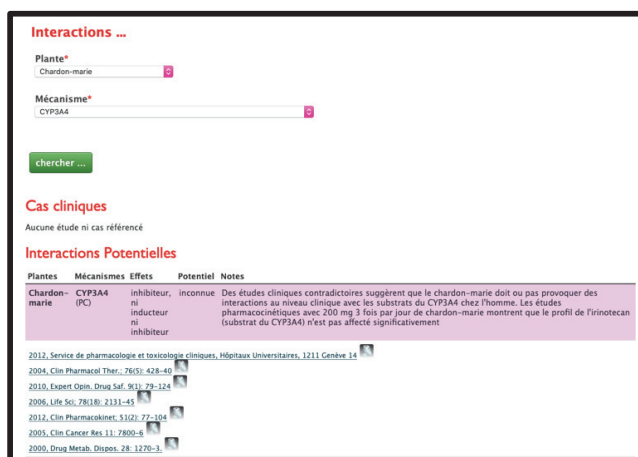 Interactions ...
Plante*
Chardon-marie
Mécanisme*
CYP3A4
chercher ...
Cas cliniques
Aucune étude ni cas référencé
Interactions Potentielles
Plantes Mécanismes Effets Potentiel Notes
Chardon- CYP3A4 inhibiteur, inconnue Des études cliniques contradictoires suggèrent que le chardon-marie doit ou pas provoquer des
marie (PC) ni interactions au niveau clinique avec les substrats du CYP3A4 chez l'homme. Les études
inducteur pharmacocinétiques avec 200 mg 3 fois par jour de chardon-marie montrent que le profil de l'irinotecan
ni (substrat du CYP3A4) n'est pas affecté significativement
inhibiteur
2012, Service de pharmacologie et toxicologie cliniques, Hôpitaux Universitaires, 1211 Genève 14
2004, Clin Pharmacol Ther.; 76(5): 428-40
2010, Expert Opin. Drug Saf. 9(1): 79-124
2006, Life Sci; 78(18): 2131-45
2012, Clin Pharmacokinet; 51(2): 77-104
2005, Clin Cancer Res 11: 7800-6
2000, Drug Metab. Dispos. 28: 1270-3.